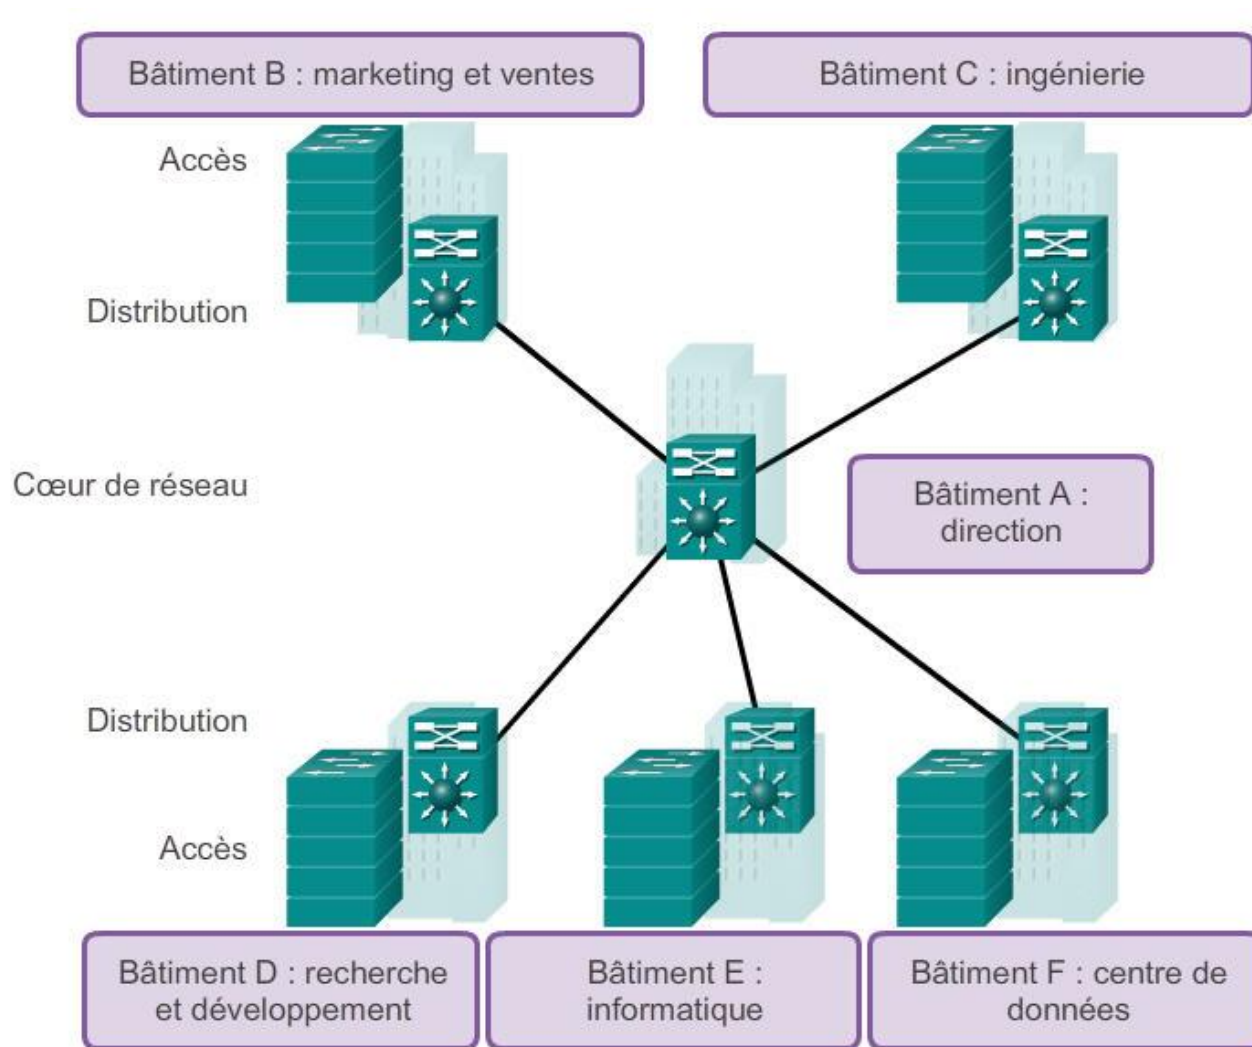 Bâtiment B : marketing et ventes
Bâtiment C : ingénierie
Accès
Distribution
Cœur de réseau
Bâtiment A :
direction
Distribution
Accès
Bâtiment D : recherche
et développement
Bâtiment E :
informatique
Bâtiment F : centre de
données